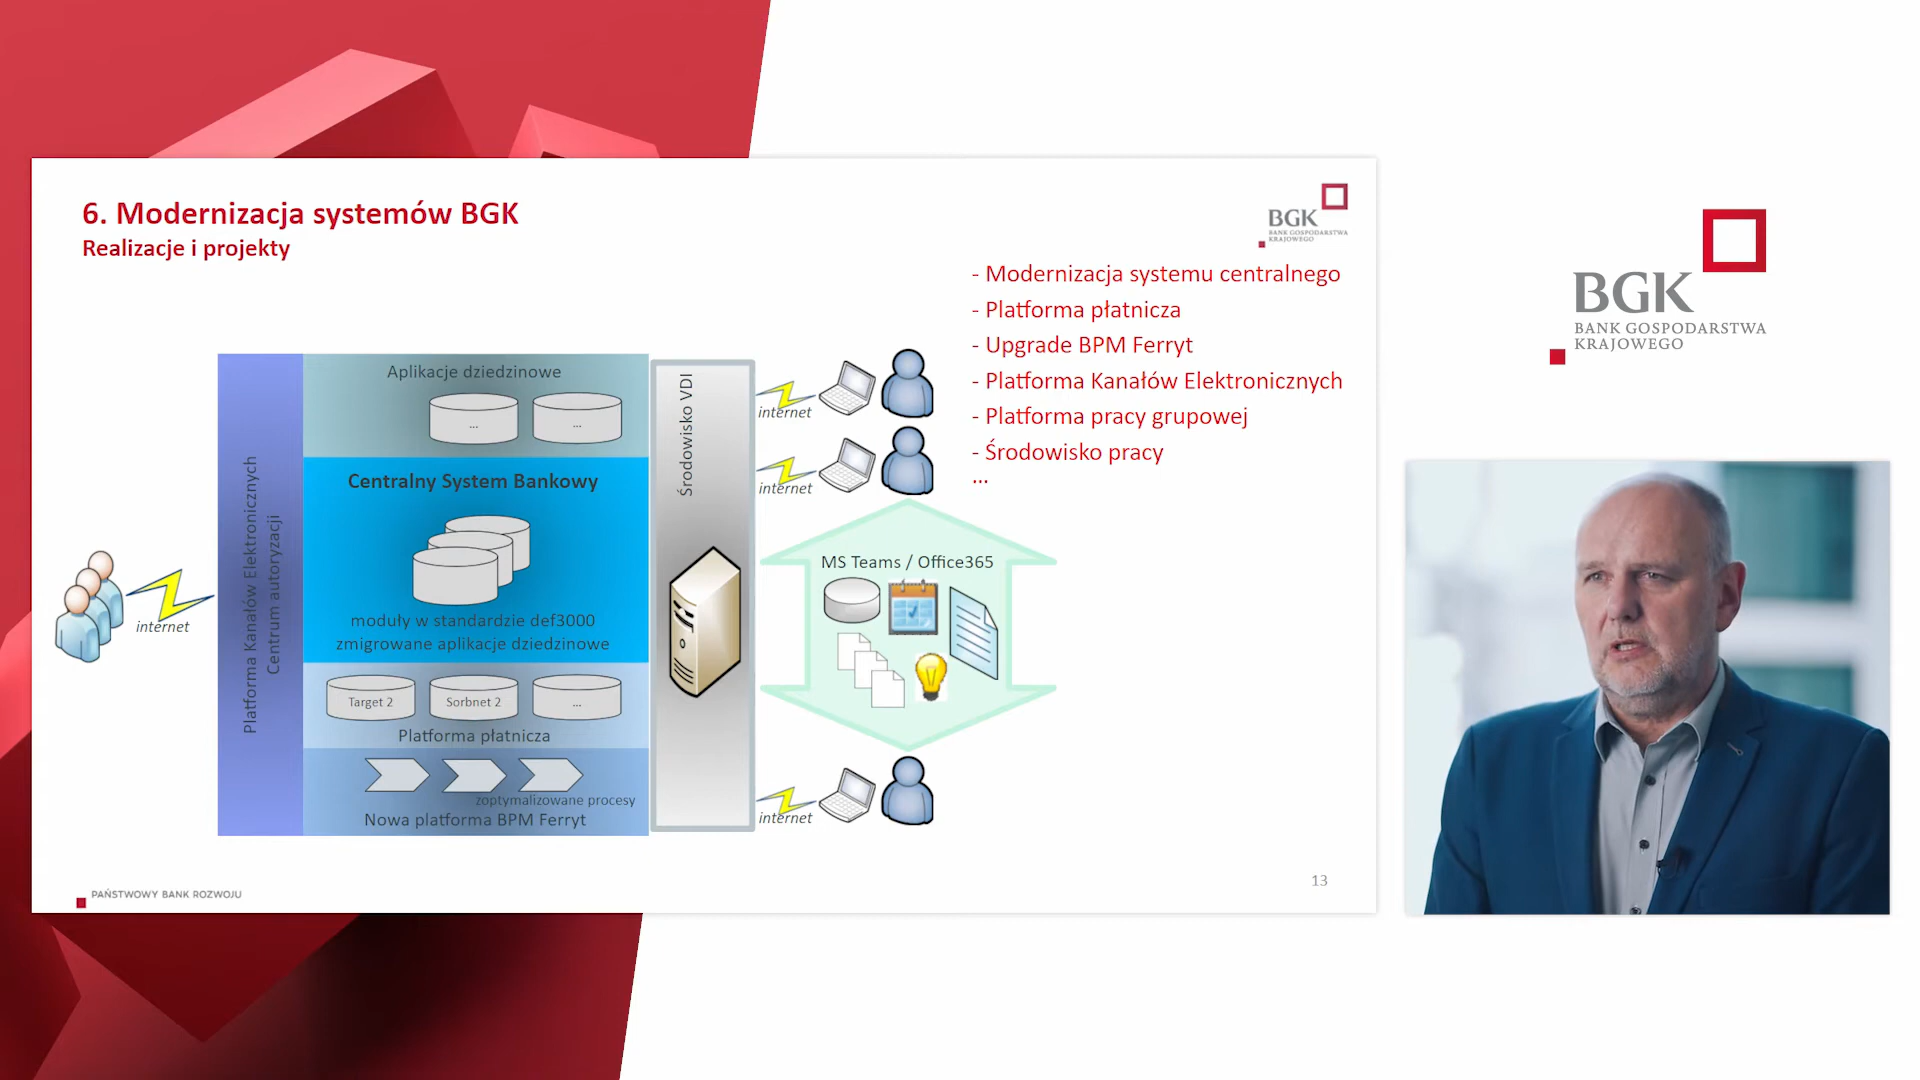 6. Modernizacja systemów BGK
Realizacje i projekty
BGK
BANK GOSPODARSTWA
KRAJOWEGO
- Modernizacja systemu centralnego
- Platforma płatnicza
- Upgrade BPM Ferryt
- Platforma Kanałów Elektronicznych
- Platforma pracy grupowej
- Środowisko pracy
...
internet
Platforma Kanałów Elektronicznych
Centrum autoryzacji
Aplikacje dziedzinowe
...
...
Centralny System Bankowy
moduły w standardzie def3000
zmigrowane aplikacje dziedzinowe
Target 2
Sorbnet 2
...
Platforma płatnicza
zoptymalizowane procesy
Nowa platforma BPM Ferryt
Środowisko VDI
internet
internet
MS Teams / Office365
internet
PAŃSTWOWY BANK ROZWOJU
13
BGK
BANK GOSPODARSTWA
KRAJOWEGO